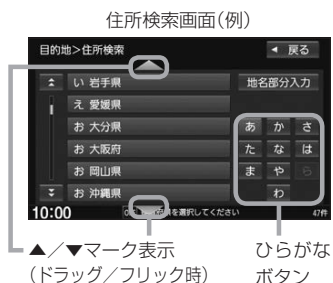 住所検索画面(例)
目的地>住所検索
戻る
い 岩手県
地名部分入力
え 愛媛県
お 大分県
あ か さ
お 大阪府
た な は
お 岡山県
ま や ら
お 沖縄県
わ
10:00
県を選択してください
47件
▲/▼マーク表示
(ドラッグ/フリック時)
ひらがな
ボタン